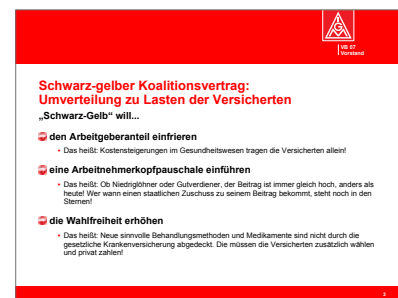 IG
M
VB 07
Vorstand
Schwarz-gelber Koalitionsvertrag:
Umverteilung zu Lasten der Versicherten
„Schwarz-Gelb“ will...
den Arbeitgeberanteil einfrieren
• Das heißt: Kostensteigerungen im Gesundheitswesen tragen die Versicherten allein!
eine Arbeitnehmerkopfpauschale einführen
• Das heißt: Ob Niedriglöhner oder Gutverdiener, der Beitrag ist immer gleich hoch, anders als
heute! Wer wann einen staatlichen Zuschuss zu seinem Beitrag bekommt, steht noch in den
Sternen!
die Wahlfreiheit erhöhen
• Das heißt: Neue sinnvolle Behandlungsmethoden und Medikamente sind nicht durch die
gesetzliche Krankenversicherung abgedeckt. Die müssen die Versicherten zusätzlich wählen
und privat zahlen!